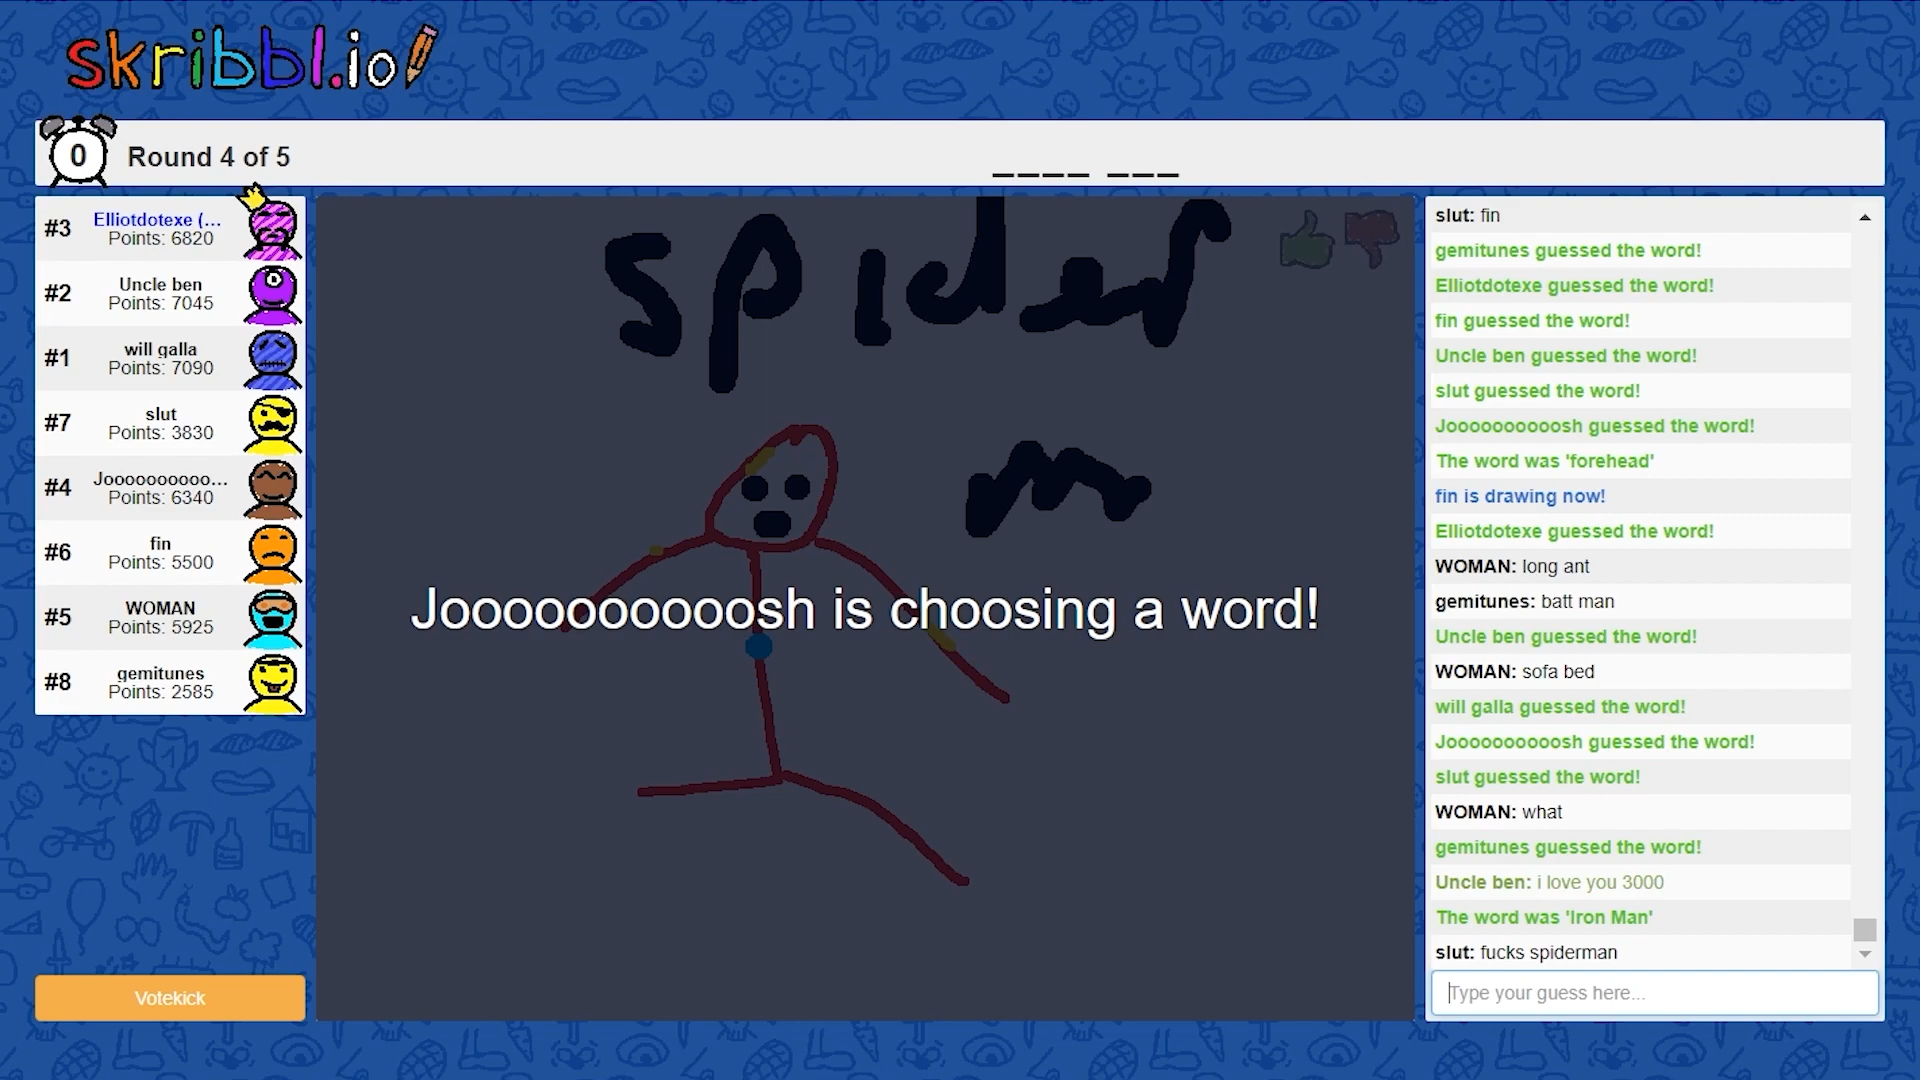 skribbl.io
0
Round 4 of 5
____ ___
#3 Elliotdotexe (...
Points: 6820
#2 Uncle ben
Points: 7045
#1 will galla
Points: 7090
#7 slut
Points: 3830
#4 Joooooooooo...
Points: 6340
#6 fin
Points: 5500
#5 WOMAN
Points: 5925
#8 gemitunes
Points: 2585
Votekick
spider
m
Jooooooooooosh is choosing a word!
slut: fin
gemitunes guessed the word!
Elliotdotexe guessed the word!
fin guessed the word!
Uncle ben guessed the word!
slut guessed the word!
Jooooooooooosh guessed the word!
The word was 'forehead'
fin is drawing now!
Elliotdotexe guessed the word!
WOMAN: long ant
gemitunes: batt man
Uncle ben guessed the word!
WOMAN: sofa bed
will galla guessed the word!
Jooooooooooosh guessed the word!
slut guessed the word!
WOMAN: what
gemitunes guessed the word!
Uncle ben: i love you 3000
The word was 'Iron Man'
slut: fucks spiderman
Type your guess here...